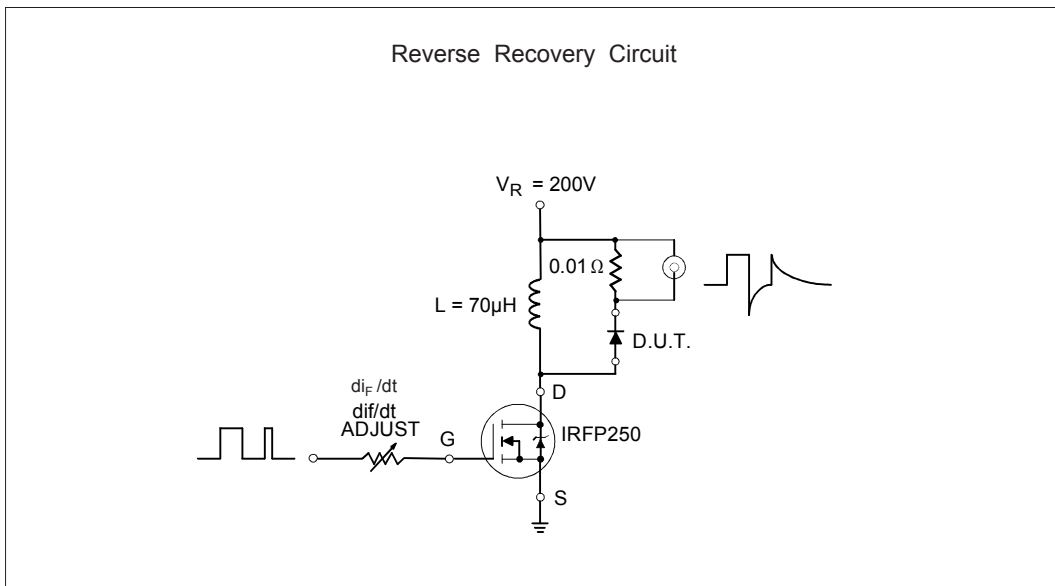 Reverse Recovery Circuit
V_R = 200V
0.01 Ω
L = 70µH
D.U.T.
di_F /dt
dif/dt
ADJUST
D
G
IRFP250
S